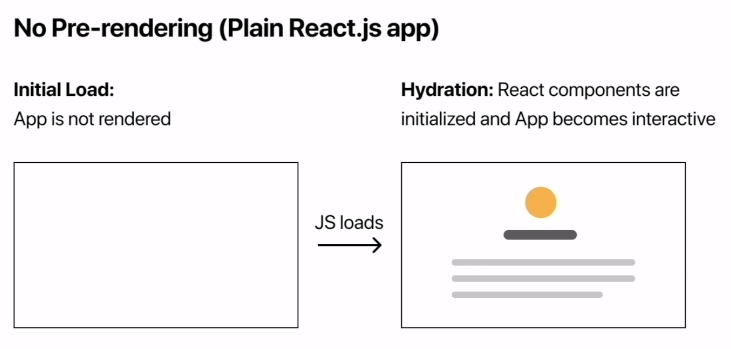 No Pre-rendering (Plain React.js app)
Initial Load:
App is not rendered
Hydration: React components are
initialized and App becomes interactive
JS loads